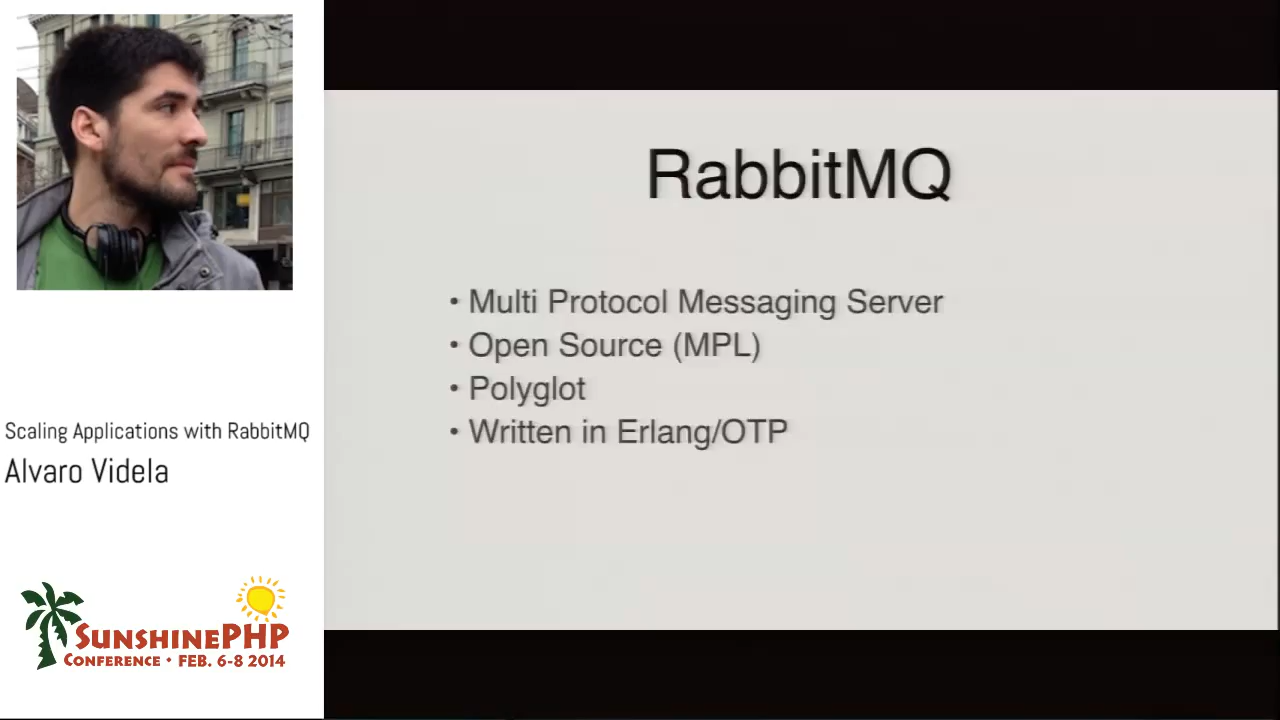 Scaling Applications with RabbitMQ
Alvaro Videla
SUNSHINEPHP
CONFERENCE • FEB. 6-8 2014
RabbitMQ
• Multi Protocol Messaging Server
• Open Source (MPL)
• Polyglot
• Written in Erlang/OTP